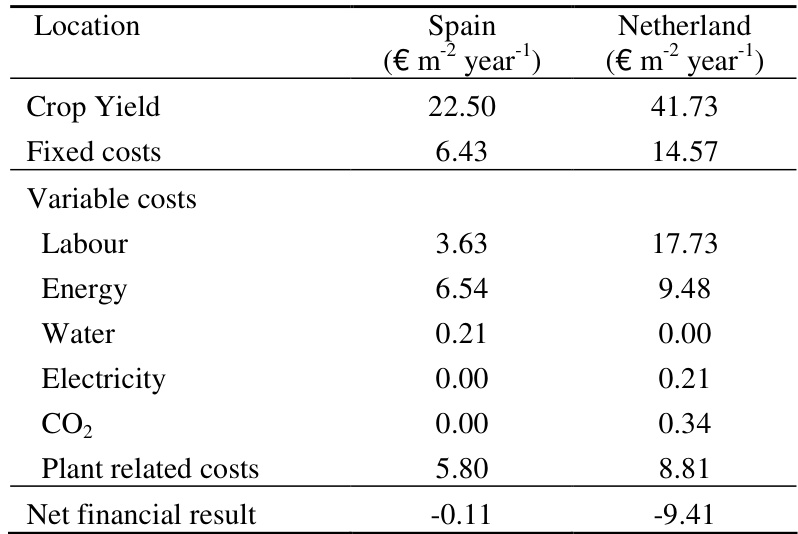 Location Spain Netherland
(€ m⁻² year⁻¹) (€ m⁻² year⁻¹)
Crop Yield 22.50 41.73
Fixed costs 6.43 14.57
Variable costs
Labour 3.63 17.73
Energy 6.54 9.48
Water 0.21 0.00
Electricity 0.00 0.21
CO₂ 0.00 0.34
Plant related costs 5.80 8.81
Net financial result -0.11 -9.41